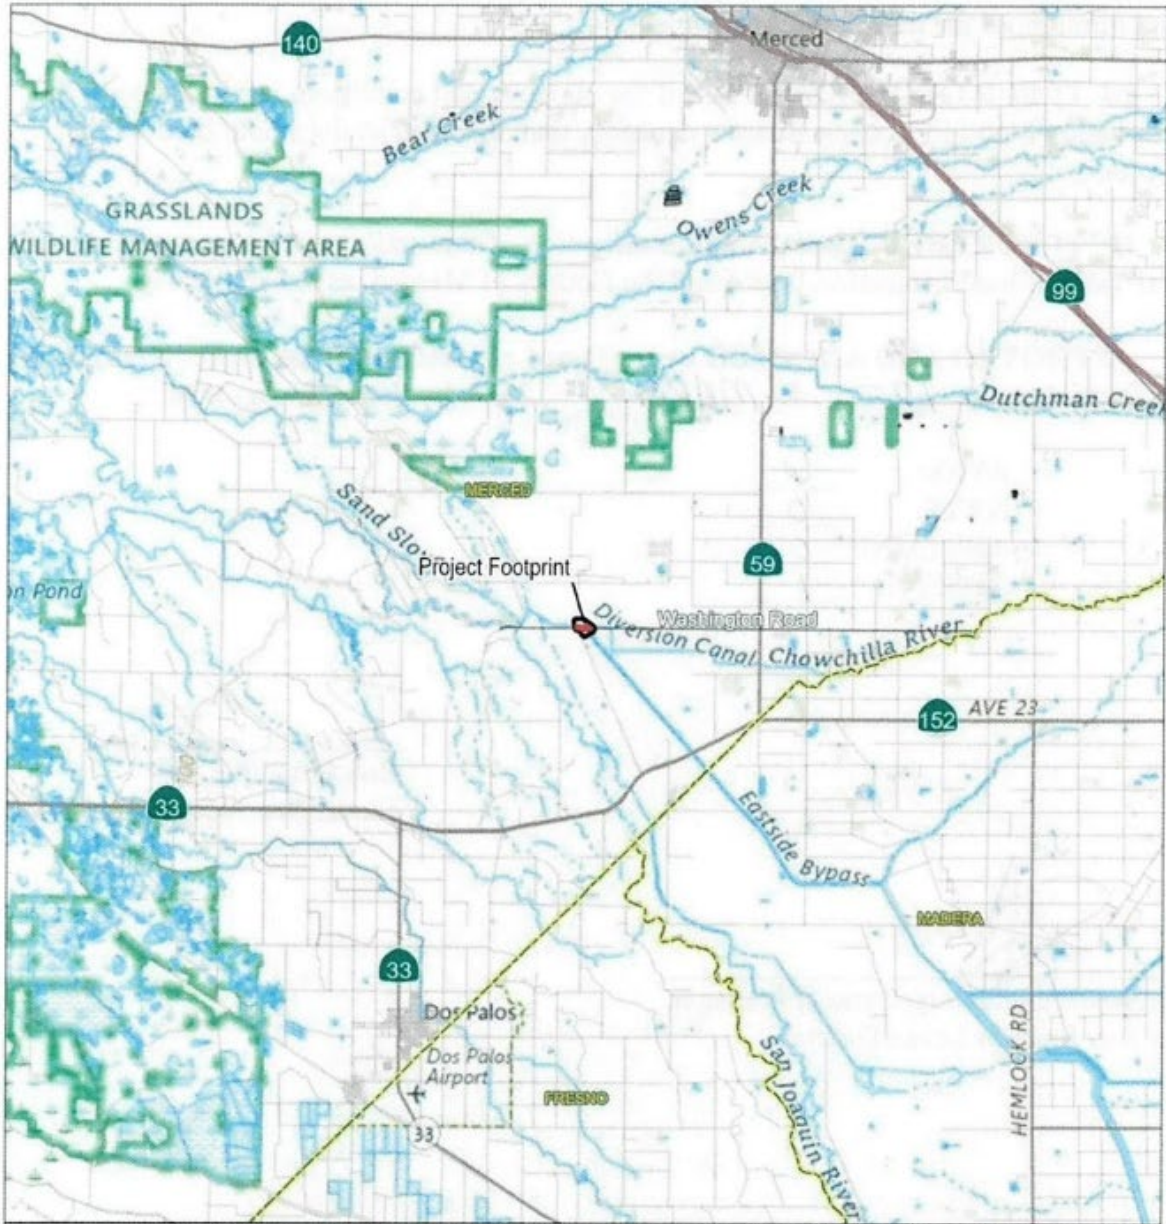 140
Merced
Bear Creek
GRASSLANDS
WILDLIFE MANAGEMENT AREA
Owens Creek
99
Dutchman Creek
MERCED
Sand Slo
Project Footprint
59
on Pond
Washington Road
Diversion Canal
Chowchilla River
152
AVE 23
33
100
Eastside Bypass
MADERA
33
Dos Palos
Dos Palos
Airport
San Joaquin River
HEMLOCK RD
FRESNO
33